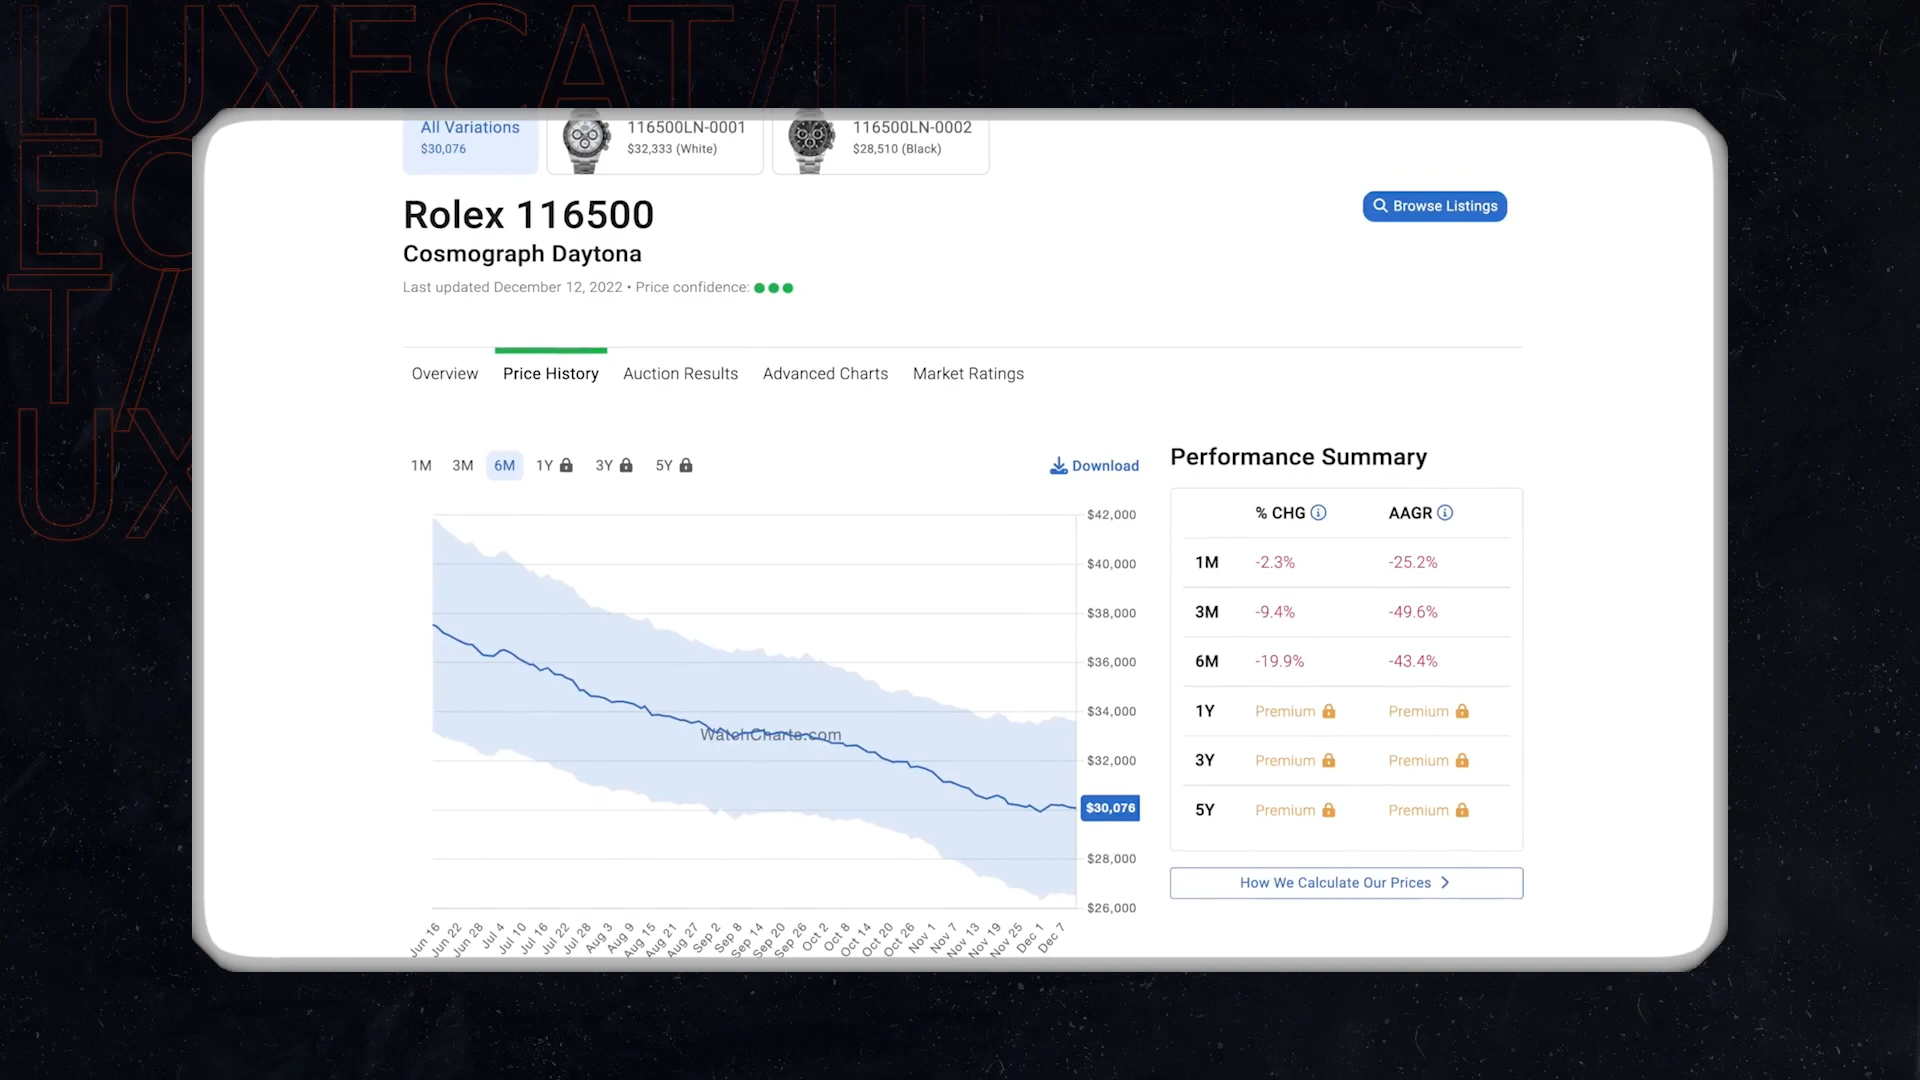 LUXECAT/LU
EC
T/
UX
All Variations
$30,076
116500LN-0001
$32,333 (White)
116500LN-0002
$28,510 (Black)
Rolex 116500
Browse Listings
Cosmograph Daytona
Last updated December 12, 2022 • Price confidence:
Overview Price History Auction Results Advanced Charts Market Ratings
1M 3M 6M 1Y 3Y 5Y Download
$42,000
$40,000
$38,000
$36,000
$34,000
WatchCharts.com
$32,000
$30,076
$28,000
$26,000
Jun 16 Jun 22 Jun 28 Jul 4 Jul 10 Jul 16 Jul 22 Jul 28 Aug 3 Aug 9 Aug 15 Aug 21 Aug 27 Sep 2 Sep 8 Sep 14 Sep 20 Sep 26 Oct 2 Oct 8 Oct 14 Oct 20 Oct 26 Nov 1 Nov 7 Nov 13 Nov 19 Nov 25 Dec 1 Dec 7
Performance Summary
% CHG AAGR
1M -2.3% -25.2%
3M -9.4% -49.6%
6M -19.9% -43.4%
1Y Premium Premium
3Y Premium Premium
5Y Premium Premium
How We Calculate Our Prices